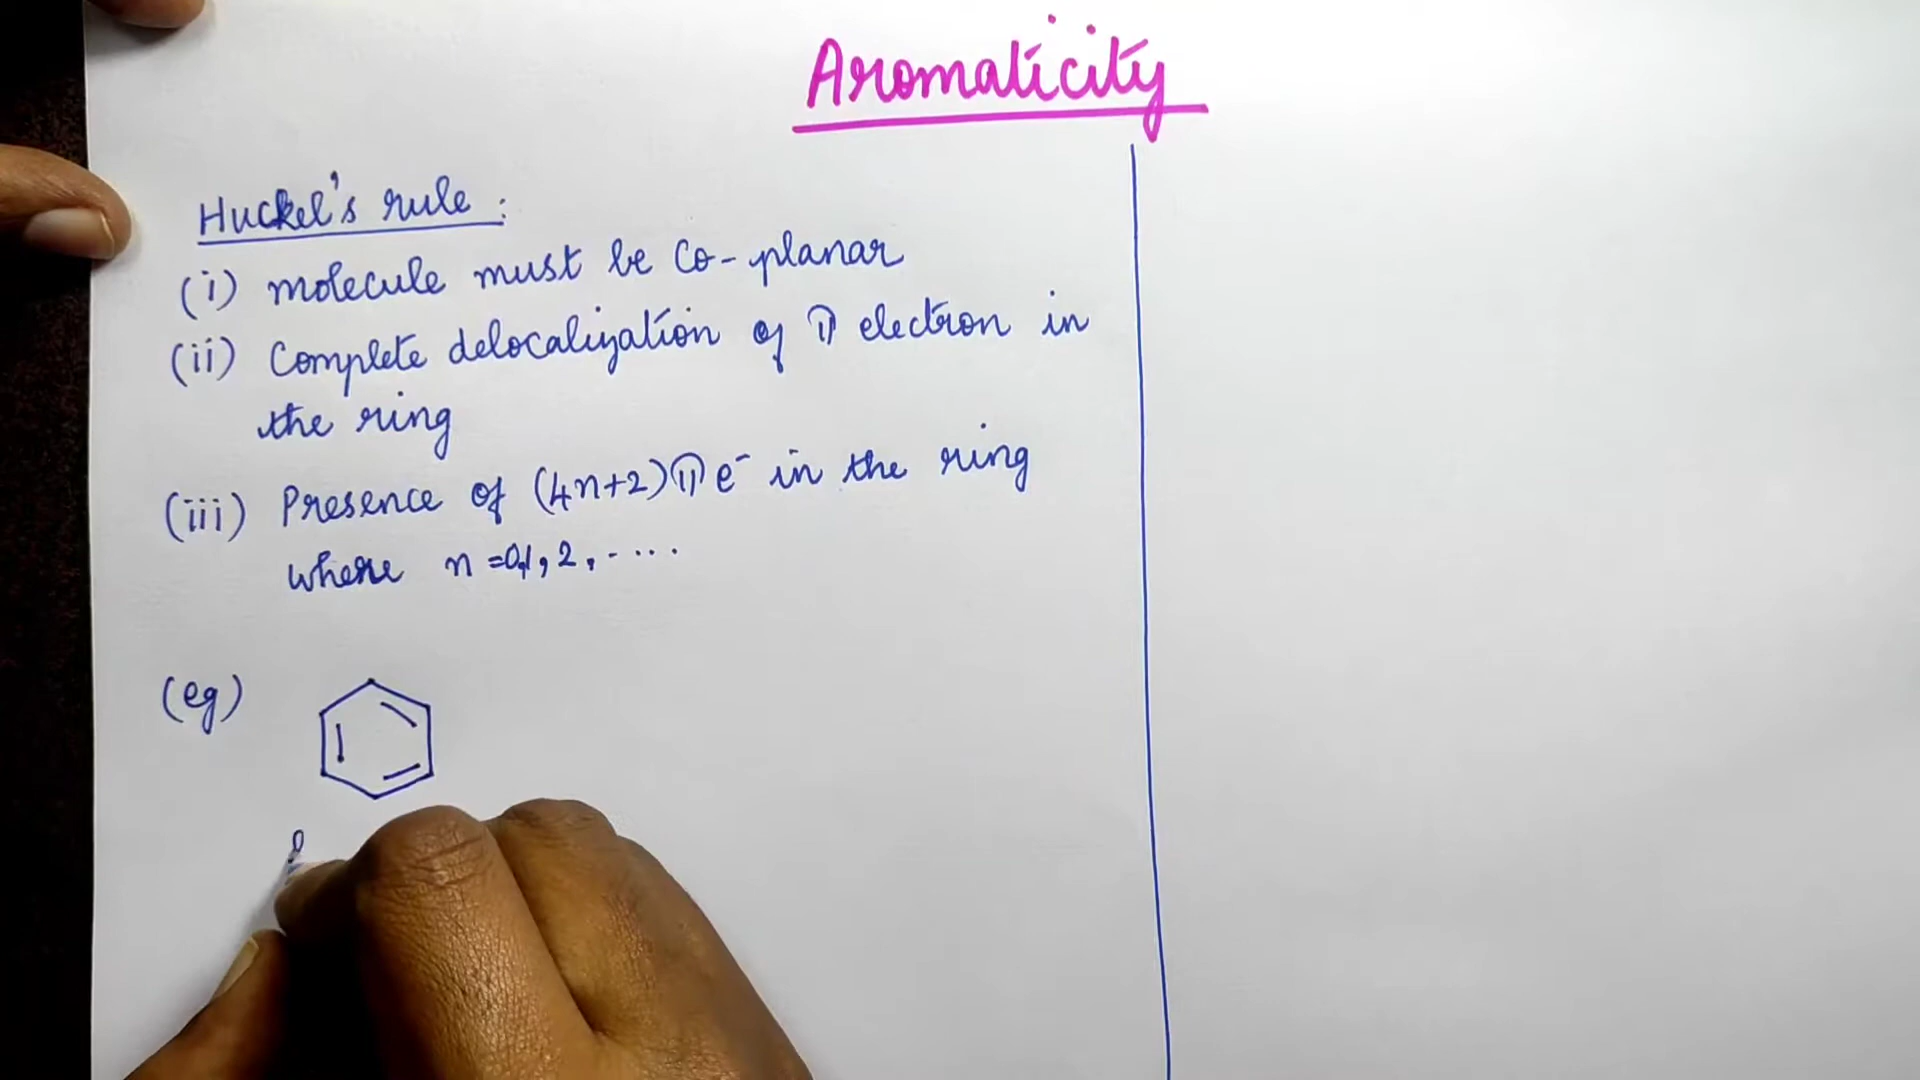 Aromaticity
Huckel's rule :
(i) molecule must be co-planar
(ii) Complete delocalization of π electron in
the ring
(iii) Presence of (4n+2)π e⁻ in the ring
where n =0,1,2,-....
(eg)